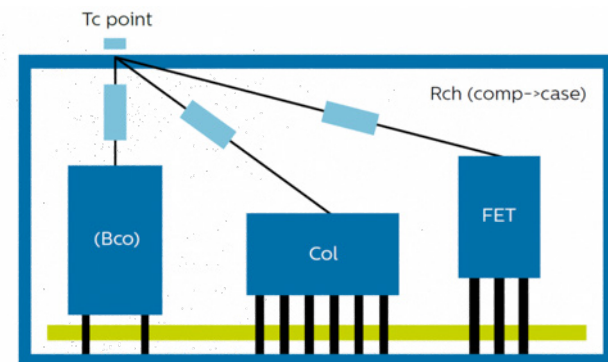 Tc point
Rch (comp->case)
(Bco)
Col
FET